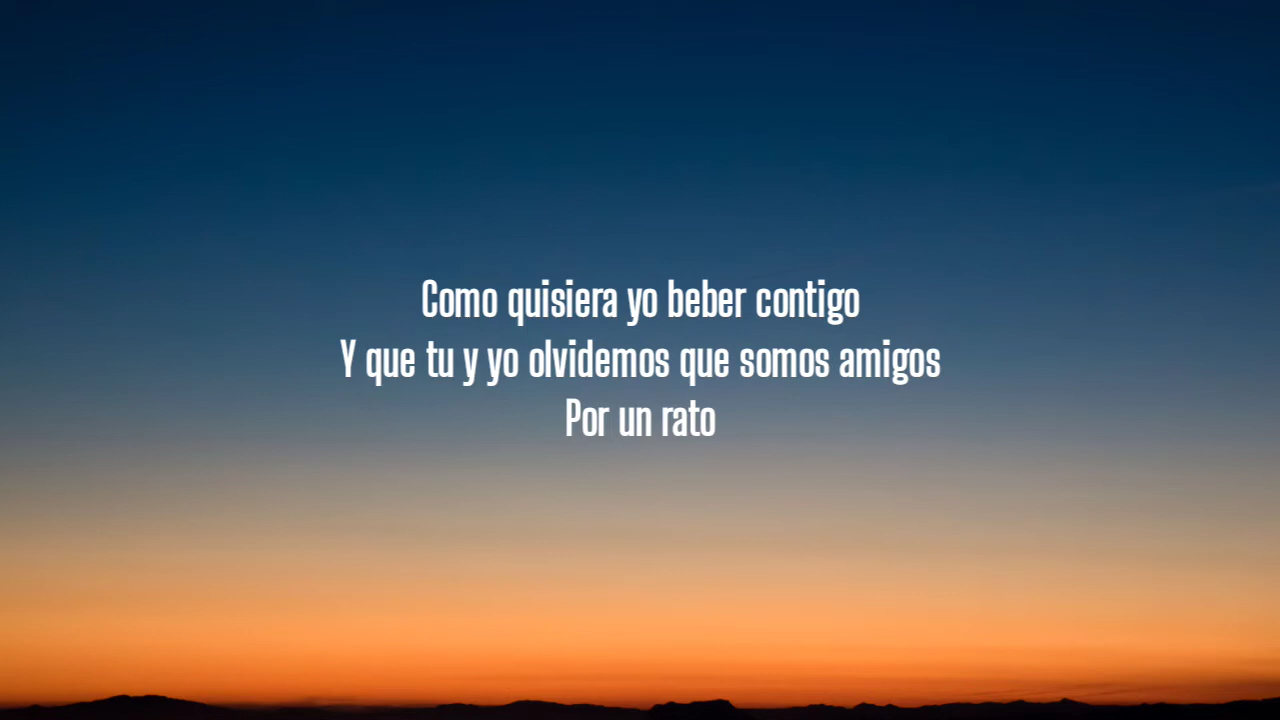 Como quisiera yo beber contigo
Y que tu y yo olvidemos que somos amigos
Por un rato